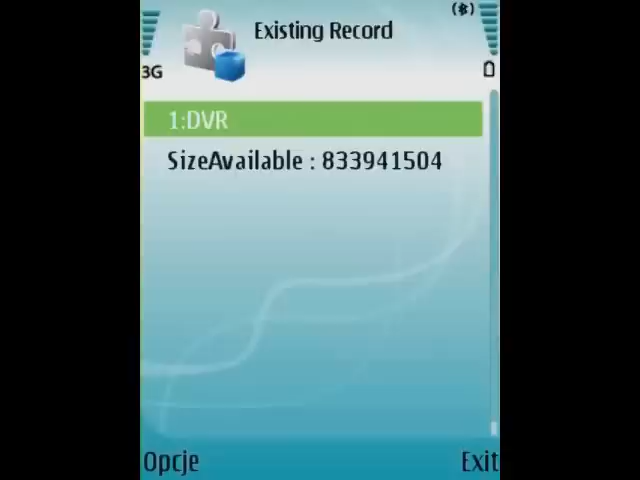 Existing Record
3G
1:DVR
SizeAvailable : 833941504
Opcje
Exit